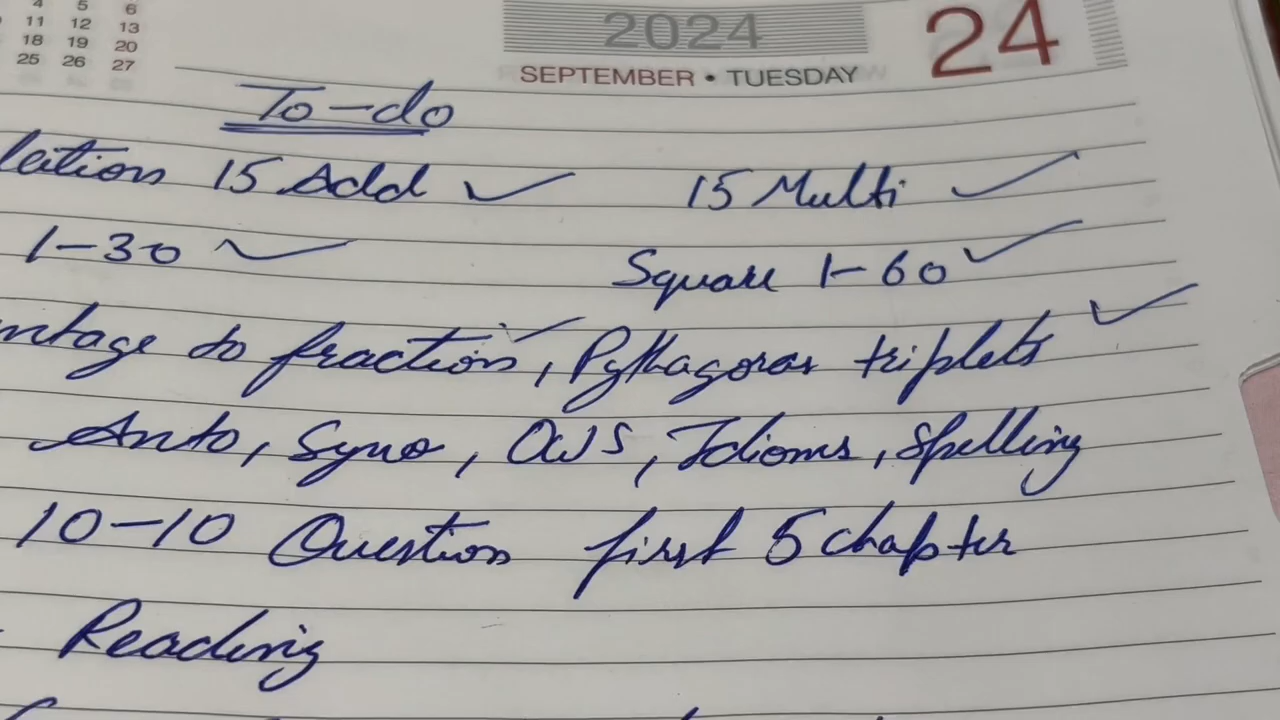 4 5 6
11 12 13
18 19 20
25 26 27
2024
SEPTEMBER • TUESDAY
24
To-do
lation 15 Add ✓ 15 Multi ✓
1-30 ✓ Square 1-60 ✓
ntage to fraction ✓, Pythagoras triplets ✓
Anto, Syno, OWS, Idioms, Spelling
10-10 Question first 5 chapter
Reading